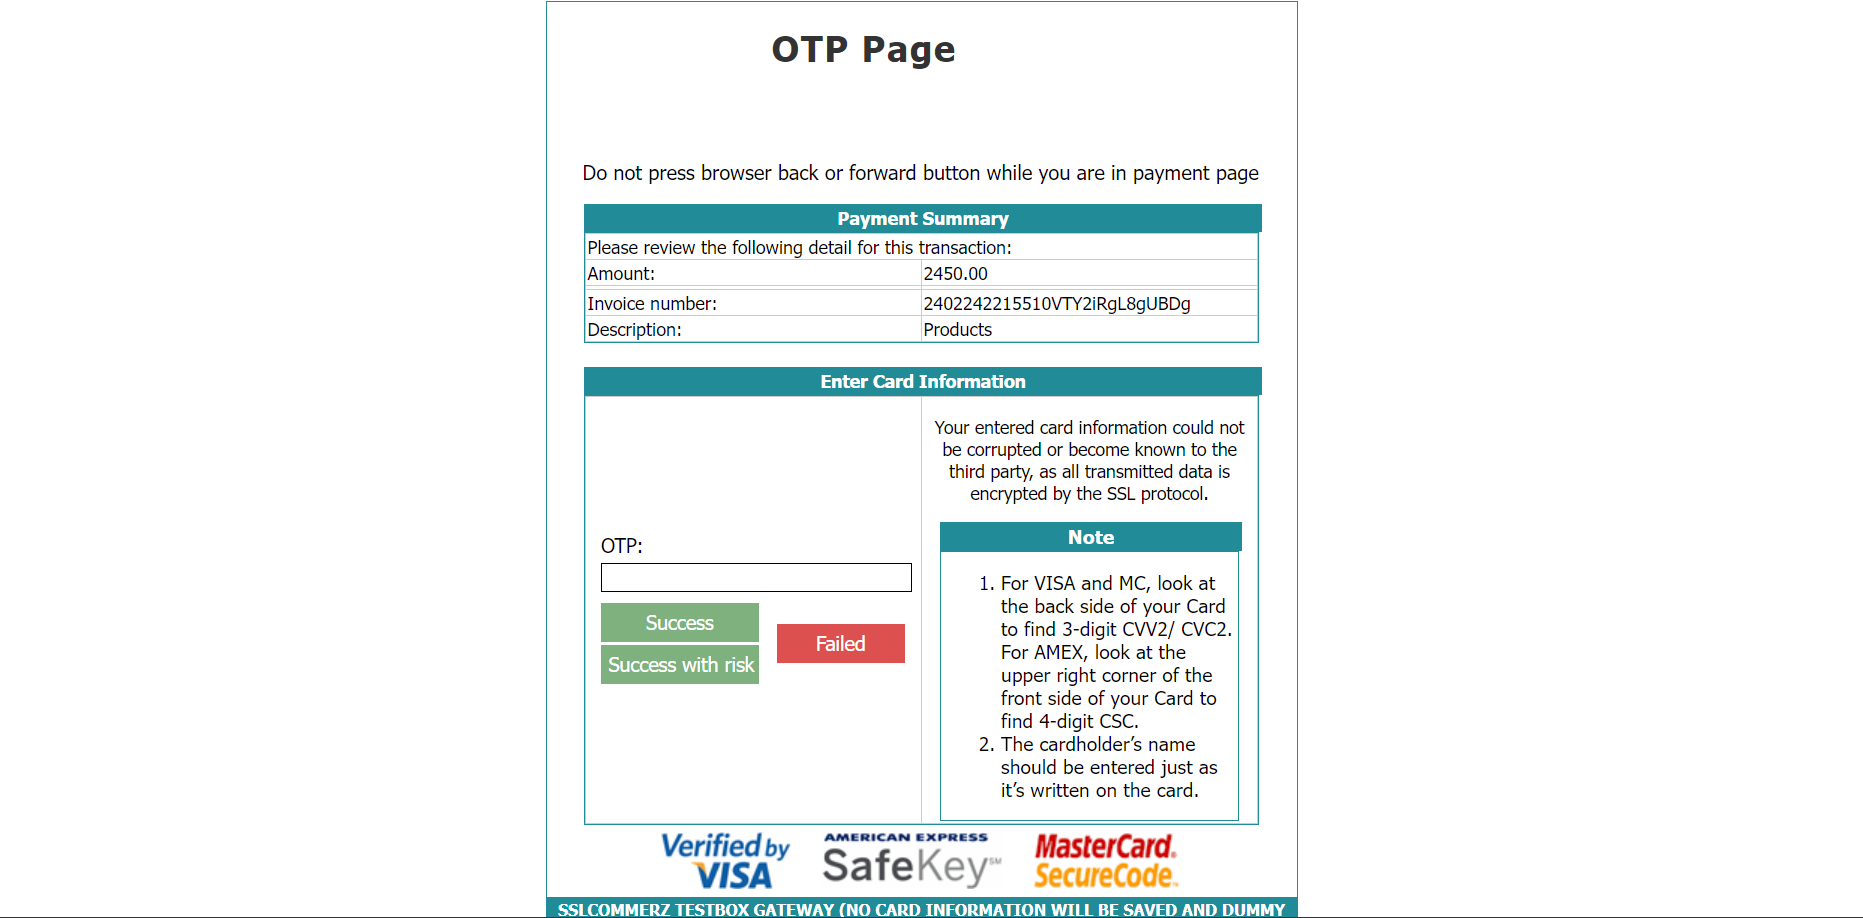 OTP Page
Do not press browser back or forward button while you are in payment page
Payment Summary
Please review the following detail for this transaction:
Amount: 2450.00
Invoice number: 2402242215510VTY2iRgL8gUBDg
Description: Products
Enter Card Information
OTP:
Success
Success with risk
Failed
Your entered card information could not
be corrupted or become known to the
third party, as all transmitted data is
encrypted by the SSL protocol.
Note
1. For VISA and MC, look at
the back side of your Card
to find 3-digit CVV2/ CVC2.
For AMEX, look at the
upper right corner of the
front side of your Card to
find 4-digit CSC.
2. The cardholder’s name
should be entered just as
it’s written on the card.
Verified by
VISA
AMERICAN EXPRESS
SafeKey SM
MasterCard.
SecureCode.
SSLCOMMERZ TESTBOX GATEWAY (NO CARD INFORMATION WILL BE SAVED AND DUMMY